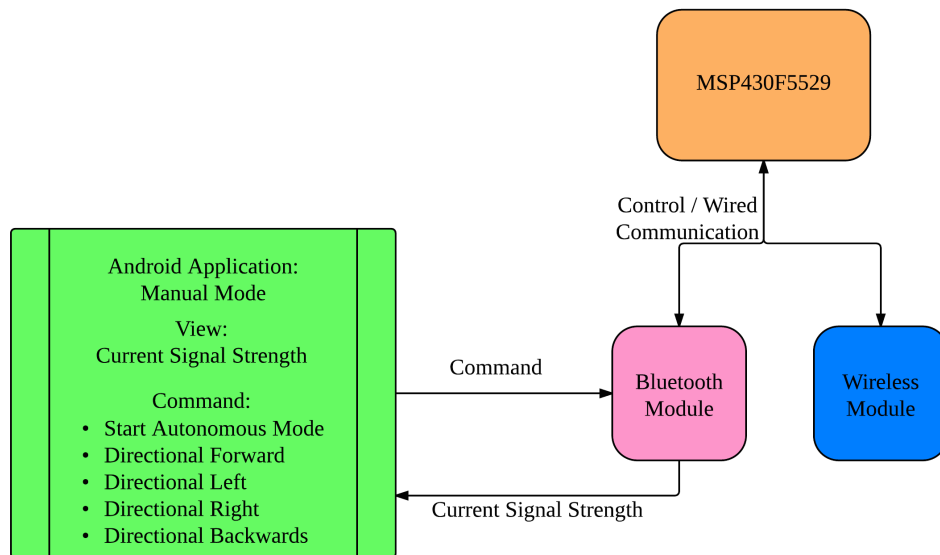 MSP430F5529
Control / Wired
Communication
Android Application:
Manual Mode
View:
Current Signal Strength
Command:
• Start Autonomous Mode
• Directional Forward
• Directional Left
• Directional Right
• Directional Backwards
Command
Bluetooth
Module
Wireless
Module
Current Signal Strength